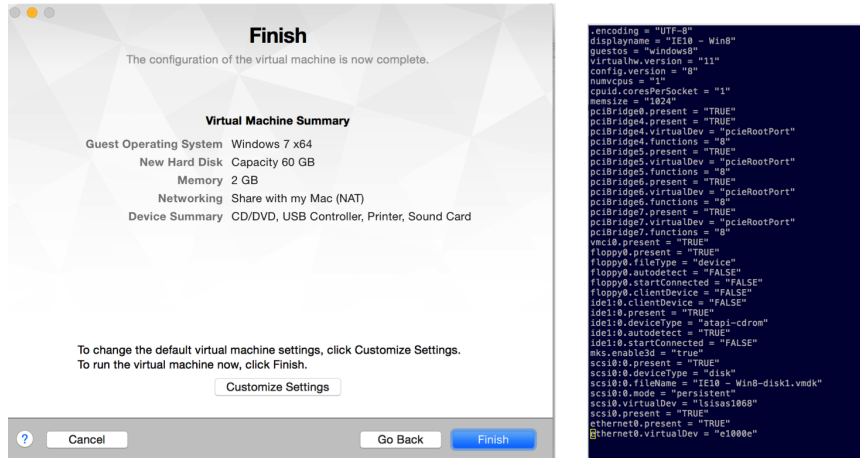 Finish
The configuration of the virtual machine is now complete.
Virtual Machine Summary
Guest Operating System Windows 7 x64
New Hard Disk Capacity 60 GB
Memory 2 GB
Networking Share with my Mac (NAT)
Device Summary CD/DVD, USB Controller, Printer, Sound Card
To change the default virtual machine settings, click Customize Settings.
To run the virtual machine now, click Finish.
Customize Settings
? Cancel Go Back Finish
.encoding = "UTF-8"
displayname = "IE10 - Win8"
guestos = "windows8"
virtualhw.version = "11"
config.version = "8"
numvcpus = "1"
cpuid.coresPerSocket = "1"
memsize = "1024"
pciBridge0.present = "TRUE"
pciBridge4.present = "TRUE"
pciBridge4.virtualDev = "pcieRootPort"
pciBridge4.functions = "8"
pciBridge5.present = "TRUE"
pciBridge5.virtualDev = "pcieRootPort"
pciBridge5.functions = "8"
pciBridge6.present = "TRUE"
pciBridge6.virtualDev = "pcieRootPort"
pciBridge6.functions = "8"
pciBridge7.present = "TRUE"
pciBridge7.virtualDev = "pcieRootPort"
pciBridge7.functions = "8"
vmci0.present = "TRUE"
floppy0.present = "TRUE"
floppy0.fileType = "device"
floppy0.autodetect = "FALSE"
floppy0.startConnected = "FALSE"
floppy0.clientDevice = "FALSE"
ide1:0.clientDevice = "FALSE"
ide1:0.present = "TRUE"
ide1:0.deviceType = "atapi-cdrom"
ide1:0.autodetect = "TRUE"
ide1:0.startConnected = "FALSE"
mks.enable3d = "true"
scsi0:0.present = "TRUE"
scsi0:0.deviceType = "disk"
scsi0:0.fileName = "IE10 - Win8-disk1.vmdk"
scsi0:0.mode = "persistent"
scsi0.virtualDev = "lsisas1068"
scsi0.present = "TRUE"
ethernet0.present = "TRUE"
ethernet0.virtualDev = "e1000e"